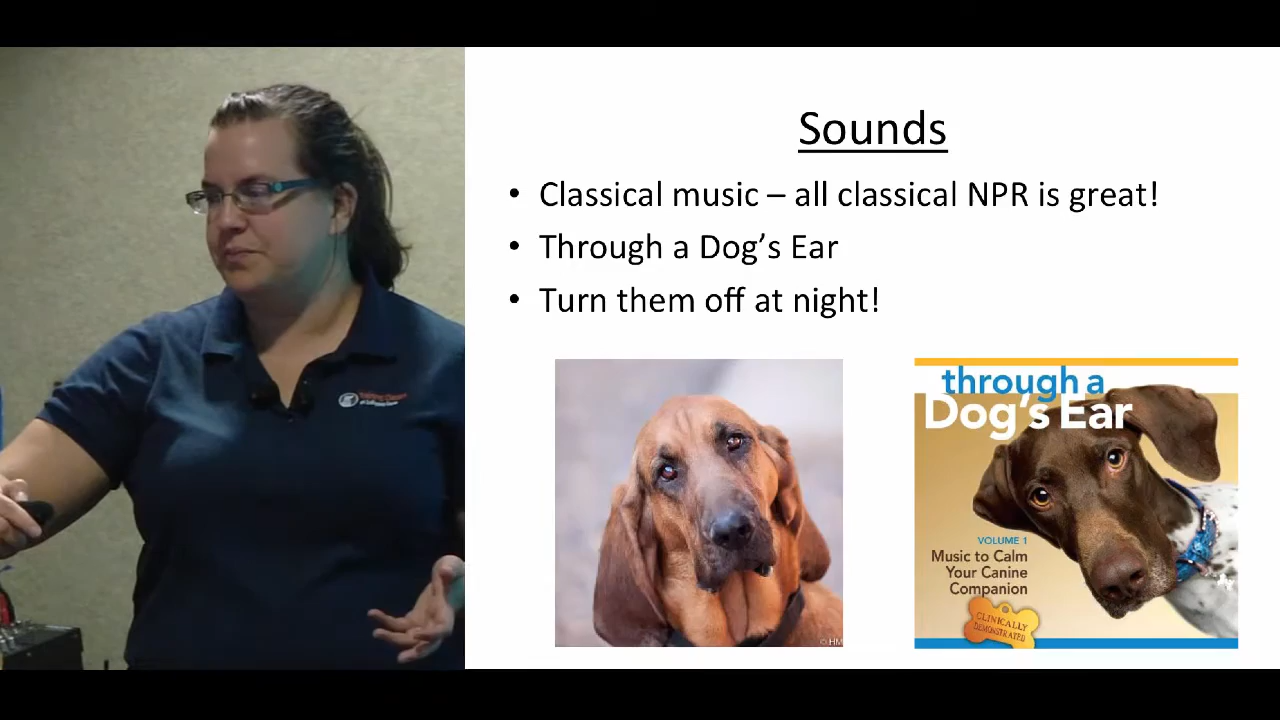 Sounds
• Classical music – all classical NPR is great!
• Through a Dog’s Ear
• Turn them off at night!
through a
Dog’s Ear
VOLUME 1
Music to Calm
Your Canine
Companion
CLINICALLY
DEMONSTRATED
© HM